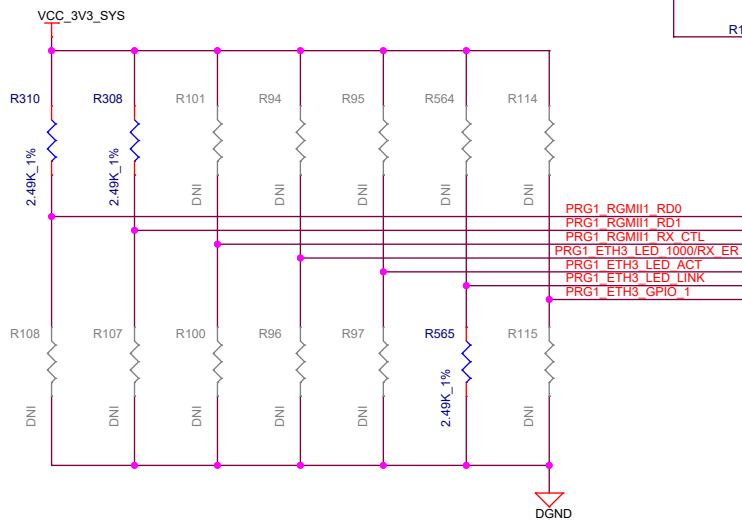 VCC_3V3_SYS
R1
R310
R308
R101
R94
R95
R564
R114
2.49K_1%
2.49K_1%
DNI
DNI
DNI
DNI
DNI
PRG1_RGMII1_RD0
PRG1_RGMII1_RD1
PRG1_RGMII1_RX_CTL
PRG1_ETH3_LED_1000/RX_ER
PRG1_ETH3_LED_ACT
PRG1_ETH3_LED_LINK
PRG1_ETH3_GPIO_1
R108
R107
R100
R96
R97
R565
R115
DNI
DNI
DNI
DNI
DNI
2.49K_1%
DNI
DGND